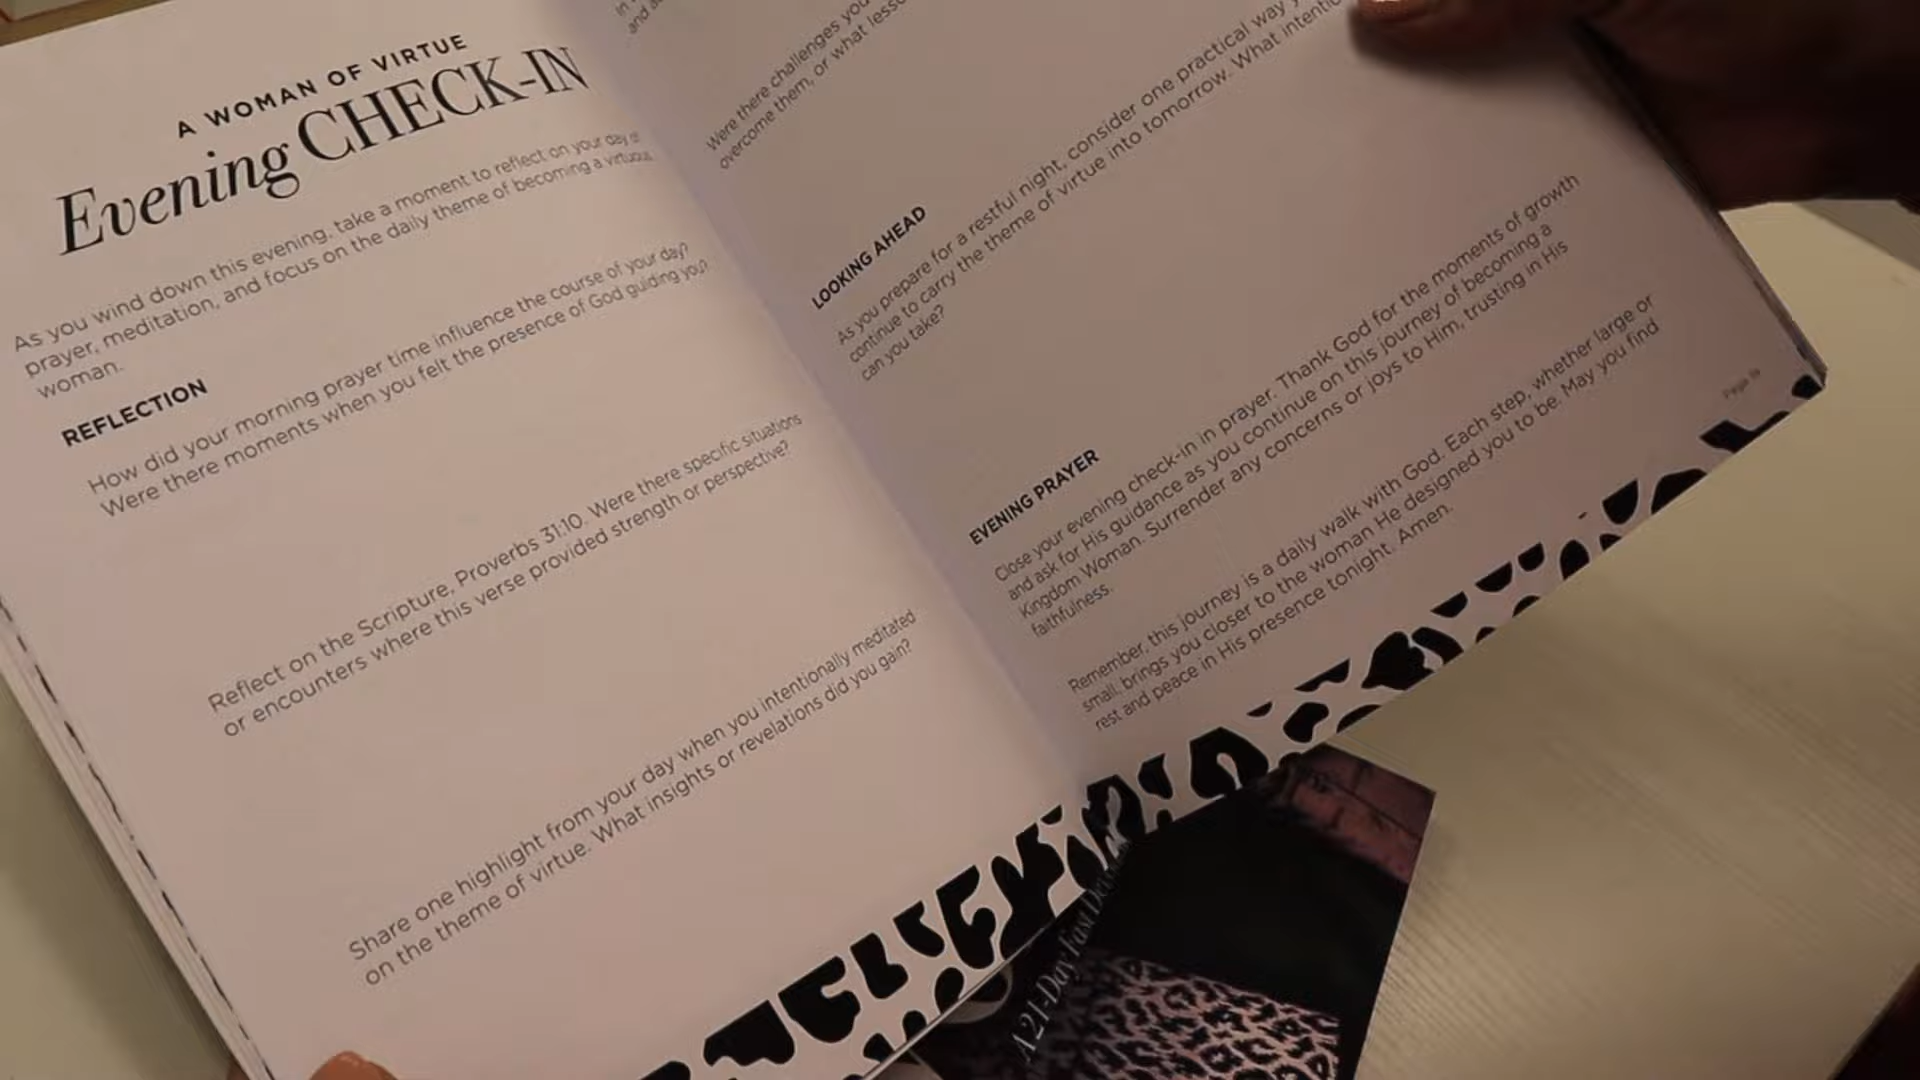 A WOMAN OF VIRTUE
Evening CHECK-IN
As you wind down this evening, take a moment to reflect on your day of
prayer, meditation, and focus on the daily theme of becoming a virtuous
woman.
REFLECTION
How did your morning prayer time influence the course of your day?
Were there moments when you felt the presence of God guiding you?
Reflect on the Scripture, Proverbs 31:10. Were there specific situations
or encounters where this verse provided strength or perspective?
Share one highlight from your day when you intentionally meditated
on the theme of virtue. What insights or revelations did you gain?
in
and
Were there challenges you
overcome them, or what
LOOKING AHEAD
As you prepare for a restful night, consider one practical way
continue to carry the theme of virtue into tomorrow. What
can you take?
EVENING PRAYER
Close your evening check-in in prayer. Thank God for the moments of growth
and ask for His guidance as you continue on this journey of becoming a
Kingdom Woman. Surrender any concerns or joys to Him, trusting in His
faithfulness.
Remember, this journey is a daily walk with God. Each step, whether large or
small, brings you closer to the woman He designed you to be. May you find
rest and peace in His presence tonight. Amen.
Page
A 21-Day Fast